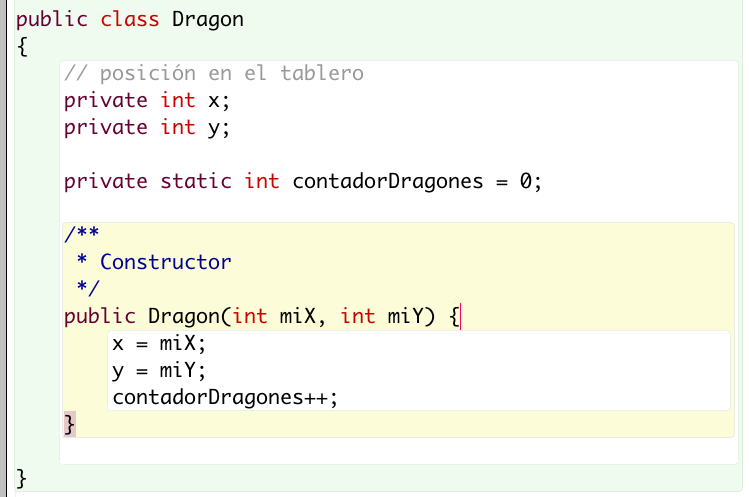 public class Dragon
{
// posición en el tablero
private int x;
private int y;
private static int contadorDragones = 0;
/**
* Constructor
*/
public Dragon(int miX, int miY) {
x = miX;
y = miY;
contadorDragones++;
}
}